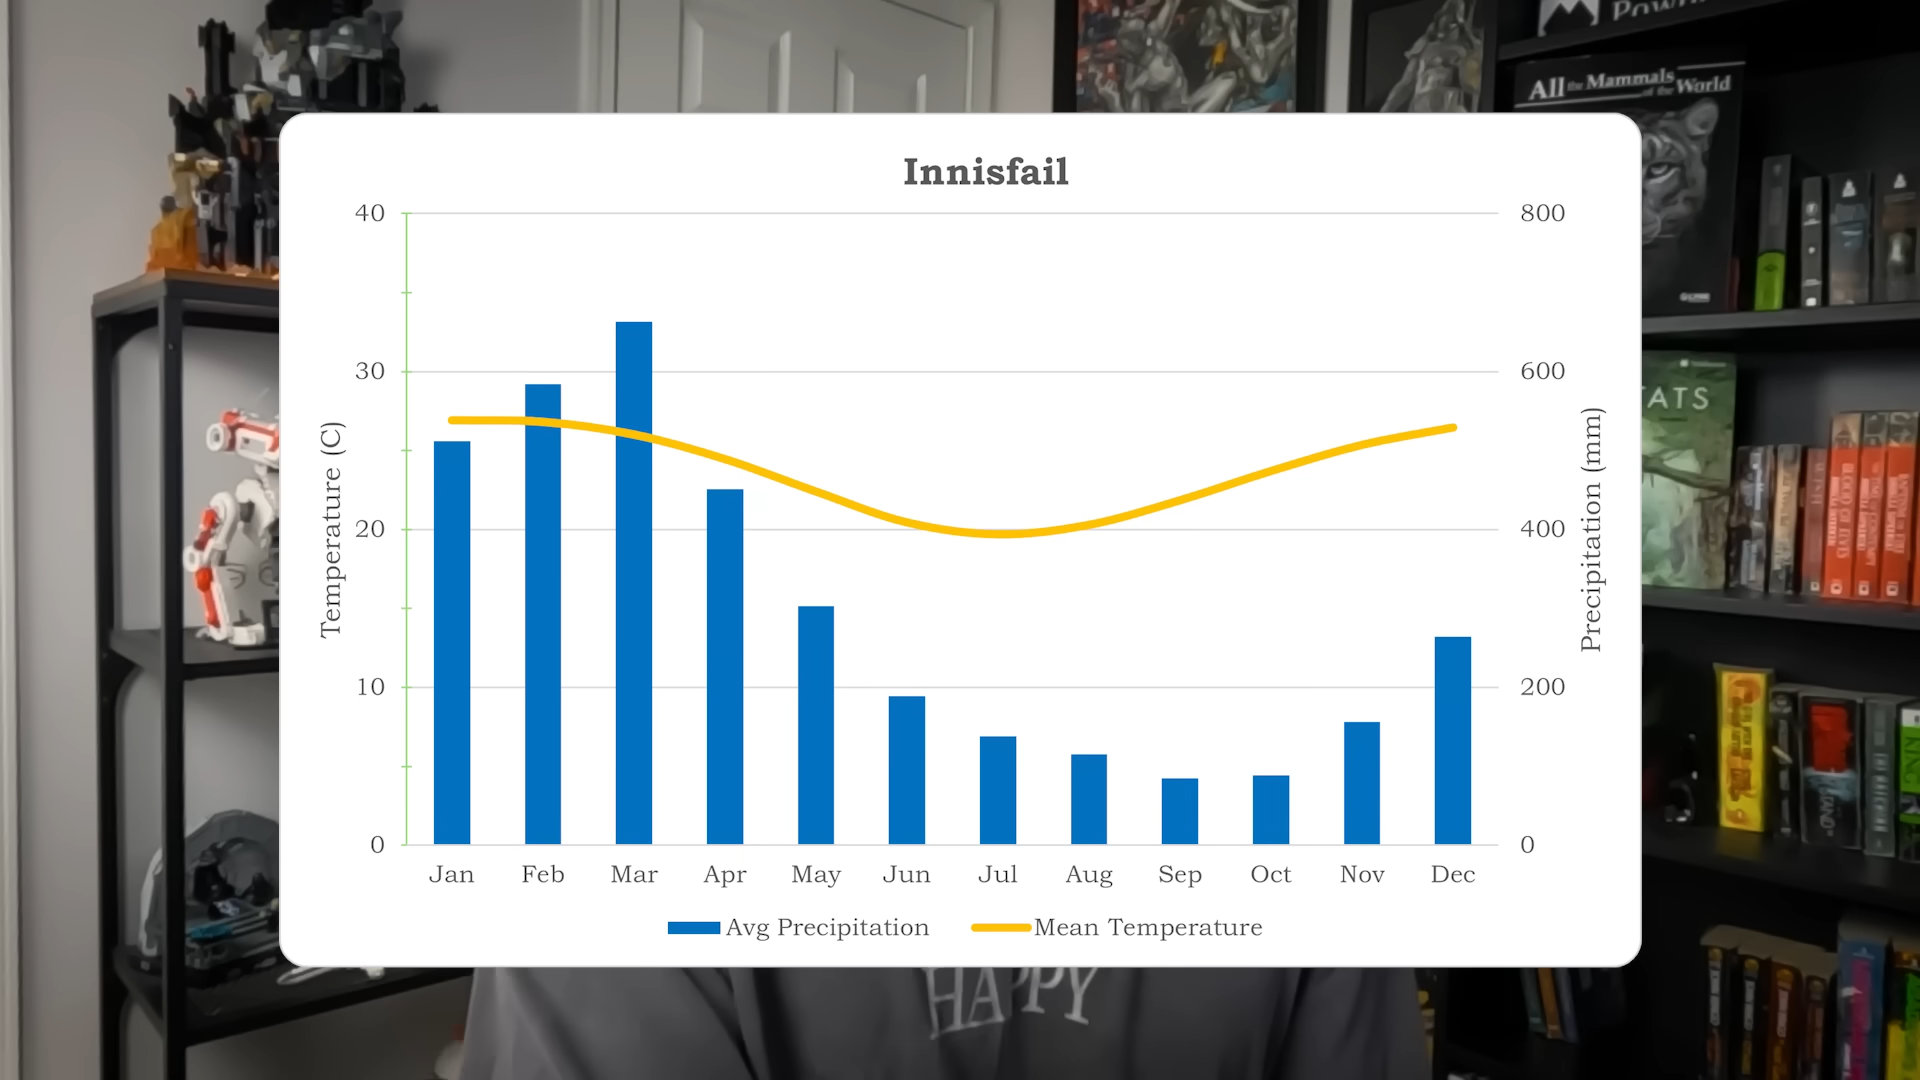 All the Mammals
of the World
Innisfail
40
30
20
10
0
Temperature (C)
800
600
400
200
0
Precipitation (mm)
Jan Feb Mar Apr May Jun Jul Aug Sep Oct Nov Dec
Avg Precipitation Mean Temperature
HAPPY